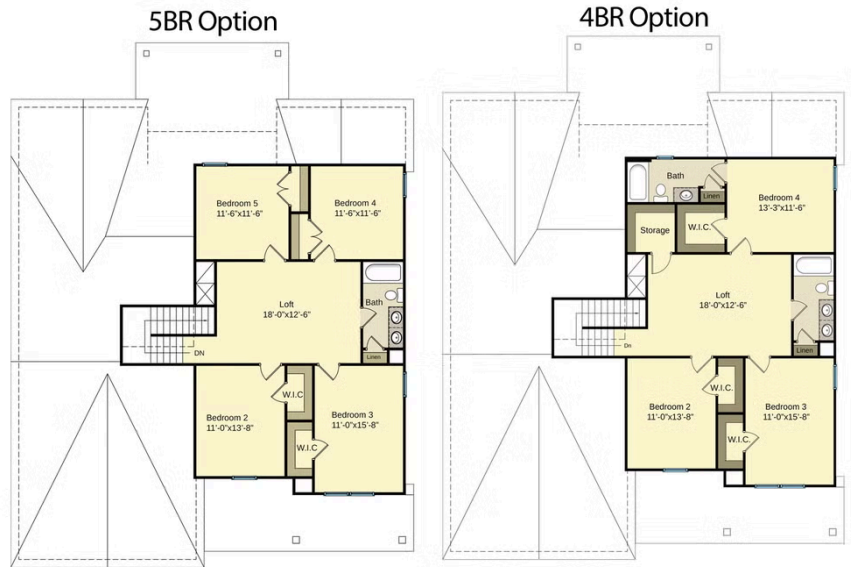 5BR Option
Bedroom 5
11'-6"x11'-6"
Bedroom 4
11'-6"x11'-6"
Loft
18'-0"x12'-6"
Bath
DN
Linen
W.I.C
Bedroom 2
11'-0"x13'-8"
Bedroom 3
11'-0"x15'-8"
W.I.C
4BR Option
Bath
Linen
Bedroom 4
13'-3"x11'-6"
Storage
W.I.C.
Loft
18'-0"x12'-6"
Dn
Linen
W.I.C.
Bedroom 2
11'-0"x13'-8"
Bedroom 3
11'-0"x15'-8"
W.I.C.